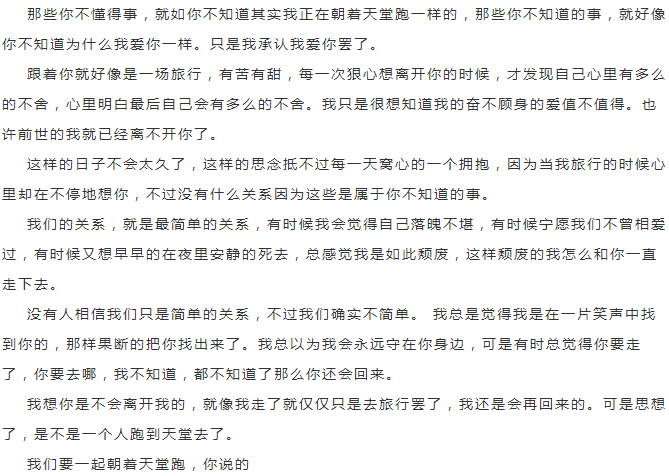 那些你不懂得事，就如你不知道其实我正在朝着天堂跑一样的，那些你不知道的事，就好像
你不知道为什么我爱你一样。只是我承认我爱你罢了。
跟着你就好像是一场旅行，有苦有甜，每一次狠心想离开你的时候，才发现自己心里有多么
的不舍，心里明白最后自己会有多么的不舍。我只是很想知道我的奋不顾身的爱值不值得。也
许前世的我就已经离不开你了。
这样的日子不会太久了，这样的思念抵不过每一天窝心的一个拥抱，因为当我旅行的时候心
里却在不停地想你，不过没有什么关系因为这些是属于你不知道的事。
我们的关系，就是最简单的关系，有时候我会觉得自己落魄不堪，有时候宁愿我们不曾相爱
过，有时候又想早早的在夜里安静的死去，总感觉我是如此颓废，这样颓废的我怎么和你一直
走下去。
没有人相信我们只是简单的关系，不过我们确实不简单。 我总是觉得我是在一片笑声中找
到你的，那样果断的把你找出来了。我总以为我会永远守在你身边，可是有时总觉得你要走
了，你要去哪，我不知道，都不知道了那么你还会回来。
我想你是不会离开我的，就像我走了就仅仅只是去旅行罢了，我还是会再回来的。可是思想
了，是不是一个人跑到天堂去了。
我们要一起朝着天堂跑，你说的